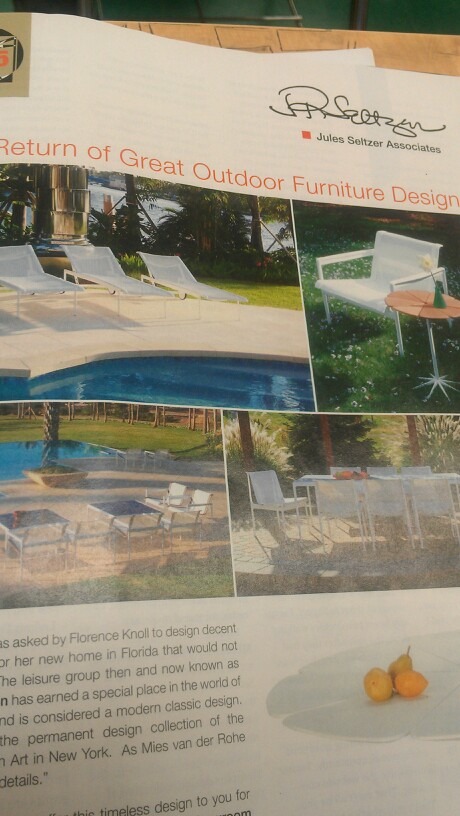 JRSeltzer
Jules Seltzer Associates
Return of Great Outdoor Furniture Design
as asked by Florence Knoll to design decent
or her new home in Florida that would not
The leisure group then and now known as
n has earned a special place in the world of
nd is considered a modern classic design.
the permanent design collection of the
n Art in New York. As Mies van der Rohe
details."
this timeless design to you for